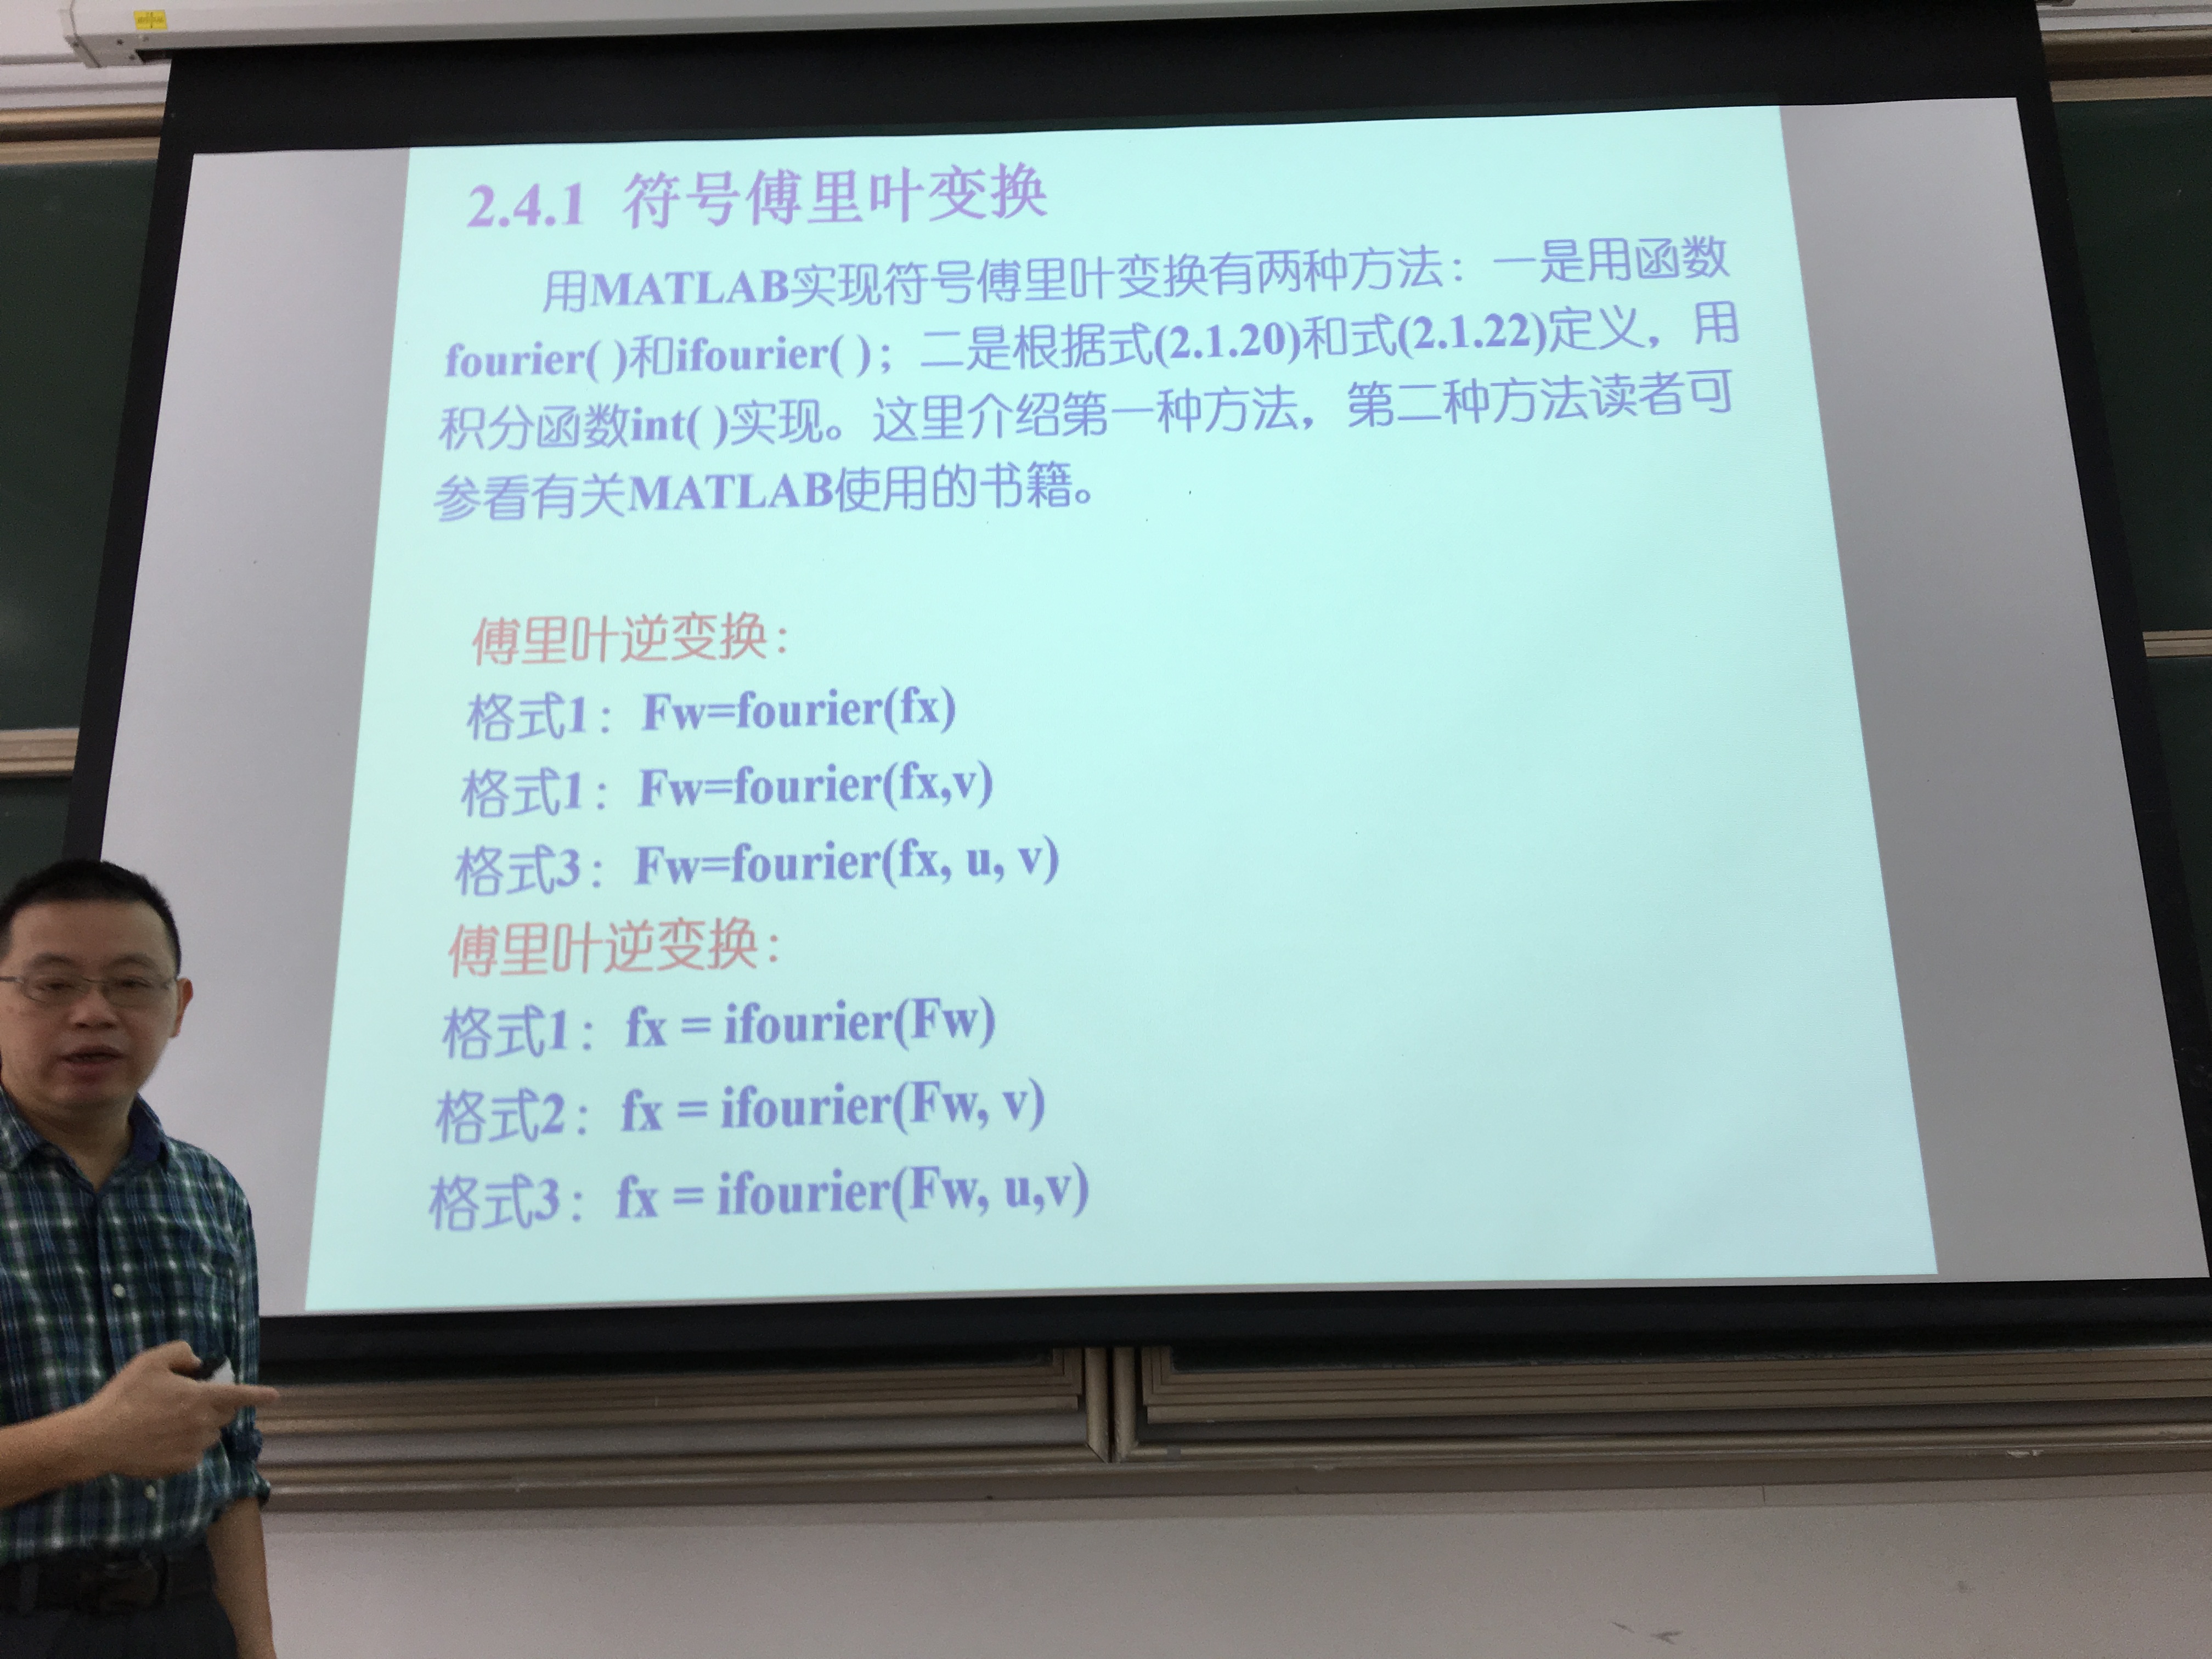 2.4.1 符号傅里叶变换
用MATLAB实现符号傅里叶变换有两种方法：一是用函数
fourier( )和ifourier( )；二是根据式(2.1.20)和式(2.1.22)定义，用
积分函数int( )实现。这里介绍第一种方法，第二种方法读者可
参看有关MATLAB使用的书籍。
傅里叶逆变换：
格式1：Fw=fourier(fx)
格式1：Fw=fourier(fx,v)
格式3：Fw=fourier(fx, u, v)
傅里叶逆变换：
格式1：fx = ifourier(Fw)
格式2：fx = ifourier(Fw, v)
格式3：fx = ifourier(Fw, u,v)